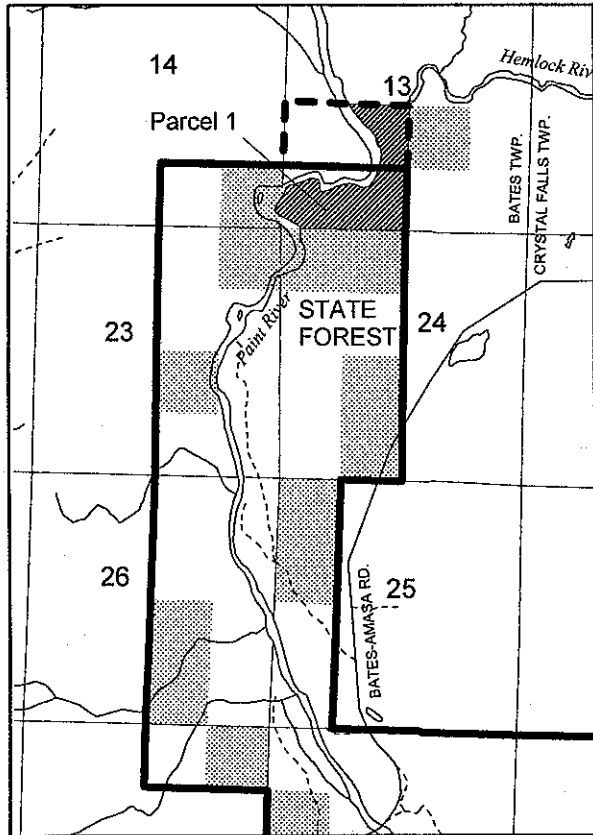 14
13
Hemlock Riv
Parcel 1
BATES TWP.
CRYSTAL FALLS TWP.
23
Paint River
STATE
FOREST
24
26
25
BATES-AMASA RD.